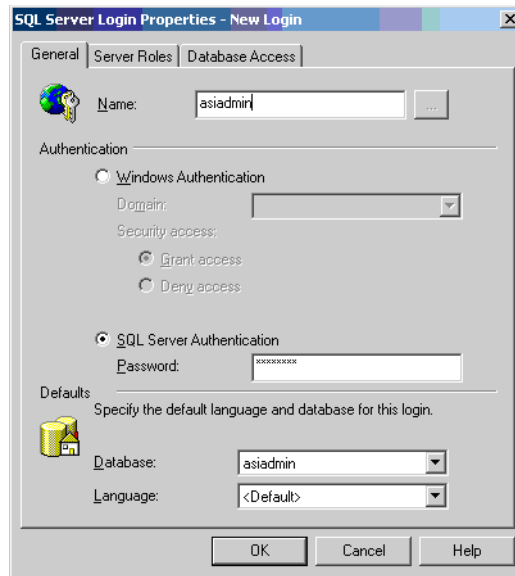 SQL Server Login Properties - New Login
General Server Roles Database Access
Name: asiadmin ...
Authentication
Windows Authentication
Domain:
Security access:
Grant access
Deny access
SQL Server Authentication
Password: ********
Defaults
Specify the default language and database for this login.
Database: asiadmin
Language: <Default>
OK Cancel Help